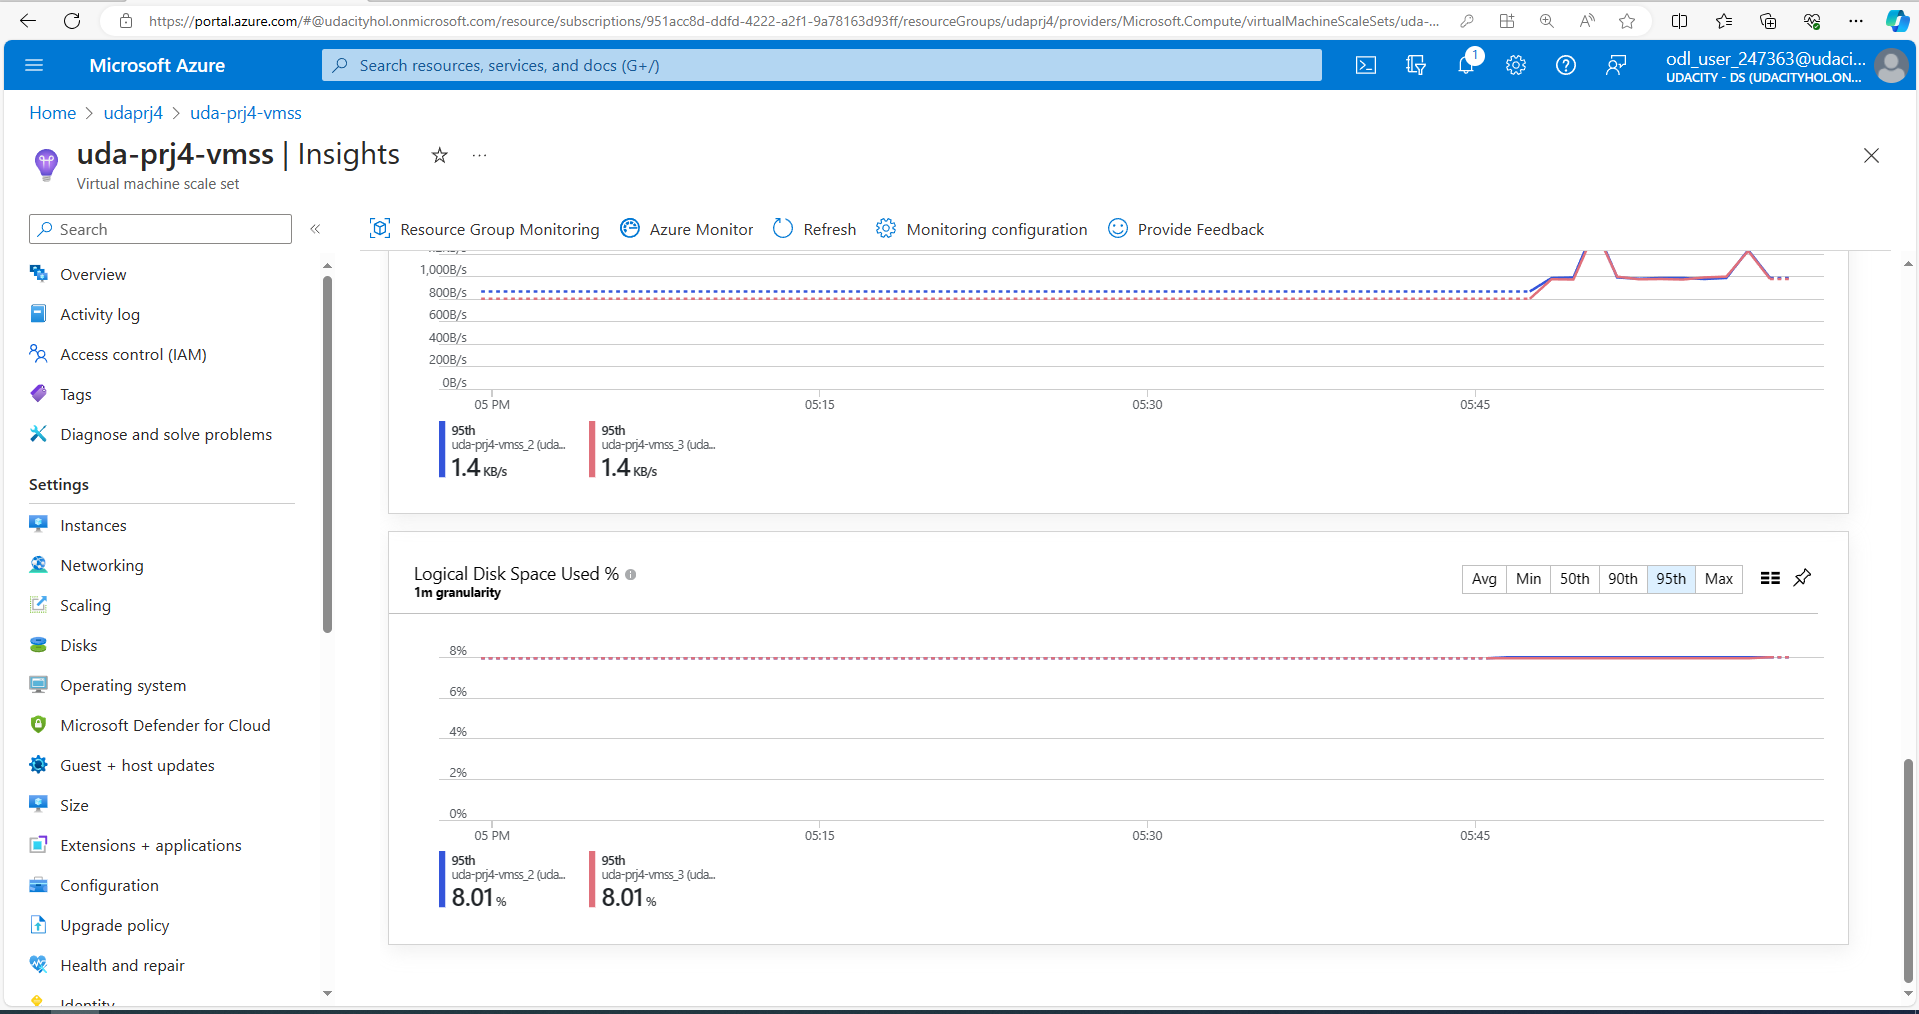 https://portal.azure.com/#@udacityhol.onmicrosoft.com/resource/subscriptions/951acc8d-ddfd-4222-a2f1-9a78163d93ff/resourceGroups/udaprj4/providers/Microsoft.Compute/virtualMachineScaleSets/uda-...
Microsoft Azure
Search resources, services, and docs (G+/)
1
odl_user_247363@udaci...
UDACITY - DS (UDACITYHOL.ON...
Home > udaprj4 > uda-prj4-vmss
uda-prj4-vmss | Insights
Virtual machine scale set
Search
Overview
Activity log
Access control (IAM)
Tags
Diagnose and solve problems
Settings
Instances
Networking
Scaling
Disks
Operating system
Microsoft Defender for Cloud
Guest + host updates
Size
Extensions + applications
Configuration
Upgrade policy
Health and repair
Identity
Resource Group Monitoring
Azure Monitor
Refresh
Monitoring configuration
Provide Feedback
1,000B/s
800B/s
600B/s
400B/s
200B/s
0B/s
05 PM
05:15
05:30
05:45
95th
uda-prj4-vmss_2 (uda...
1.4 KB/s
95th
uda-prj4-vmss_3 (uda...
1.4 KB/s
Logical Disk Space Used %
1m granularity
Avg
Min
50th
90th
95th
Max
8%
6%
4%
2%
0%
05 PM
05:15
05:30
05:45
95th
uda-prj4-vmss_2 (uda...
8.01 %
95th
uda-prj4-vmss_3 (uda...
8.01 %